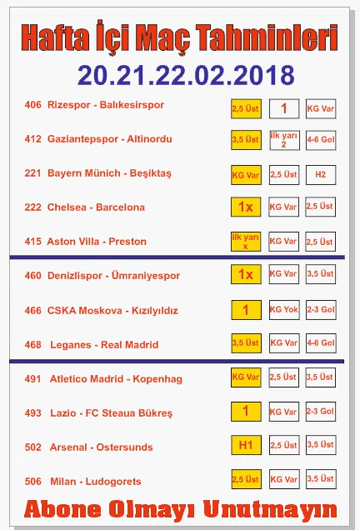 Hafta İçi Maç Tahminleri
20.21.22.02.2018
406 Rizespor - Balıkesirspor 2,5 Üst 1 KG Var
412 Gaziantepspor - Altinordu 3,5 Üst ilk yarı 2 4-6 Gol
221 Bayern Münich - Beşiktaş KG Var 2,5 Üst H2
222 Chelsea - Barcelona 1x KG Var 2,5 Üst
415 Aston Villa - Preston ilk yarı x KG Var 2,5 Üst
460 Denizlispor - Ümraniyespor 1x KG Var 3,5 Üst
466 CSKA Moskova - Kızılyıldız 1 KG Yok 2-3 Gol
468 Leganes - Real Madrid 3,5 Üst KG Var 4-6 Gol
491 Atletico Madrid - Kopenhag KG Var 2,5 Üst 3,5 Üst
493 Lazio - FC Steaua Bükreş 1 KG Var 2-3 Gol
502 Arsenal - Ostersunds H1 2,5 Üst 3,5 Üst
506 Milan - Ludogorets 2,5 Üst KG Var 3,5 Üst
Abone Olmayı Unutmayın